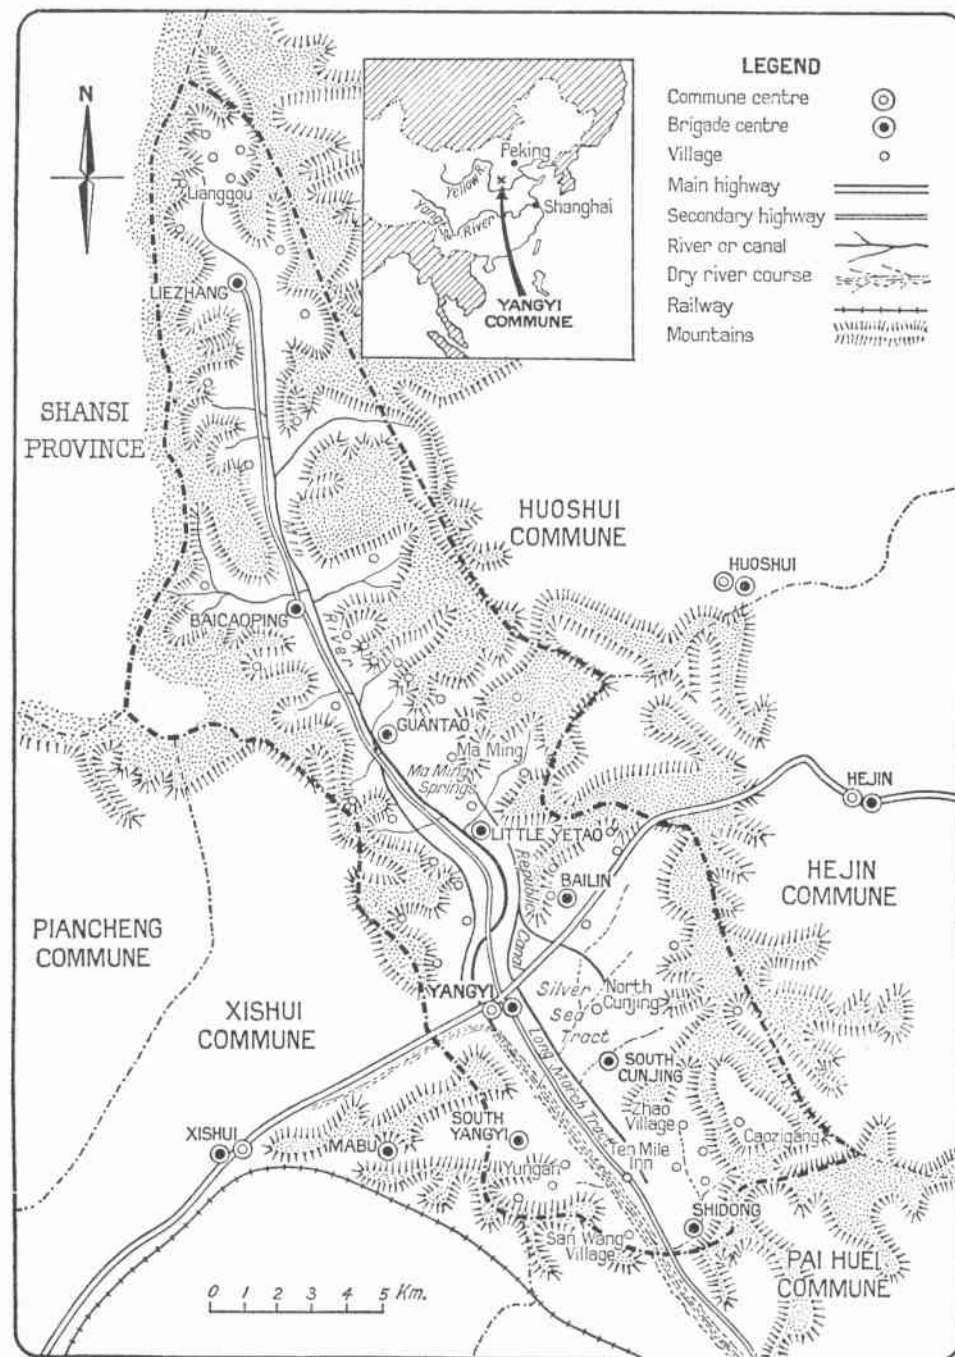 N
LEGEND
Commune centre
Brigade centre
Village
Main highway
Secondary highway
River or canal
Dry river course
Railway
Mountains
Peking
Yellow R.
Shanghai
Yangtse
River
YANGYI
COMMUNE
Lianggou
LIEZHANG
SHANSI
PROVINCE
HUOSHUI
COMMUNE
HUOSHUI
BAICAOPING
River
GUANTAO
Ma Ming
Ma Ming
Springs
HEJIN
LITTLE YETAO
Republic
Canal
BAILIN
HEJIN
COMMUNE
PIANCHENG
COMMUNE
XISHUI
COMMUNE
YANGYI
Silver
Sea
Tract
North
Cunjing
Long March Tract
SOUTH
CUNJING
XISHUI
MABU
SOUTH
YANGYI
Zhao
Village
Caozigang
Ten Mile
Inn
Yungan
SHIDONG
San Wang
Village
PAI HUEI
COMMUNE
0 1 2 3 4 5 Km.